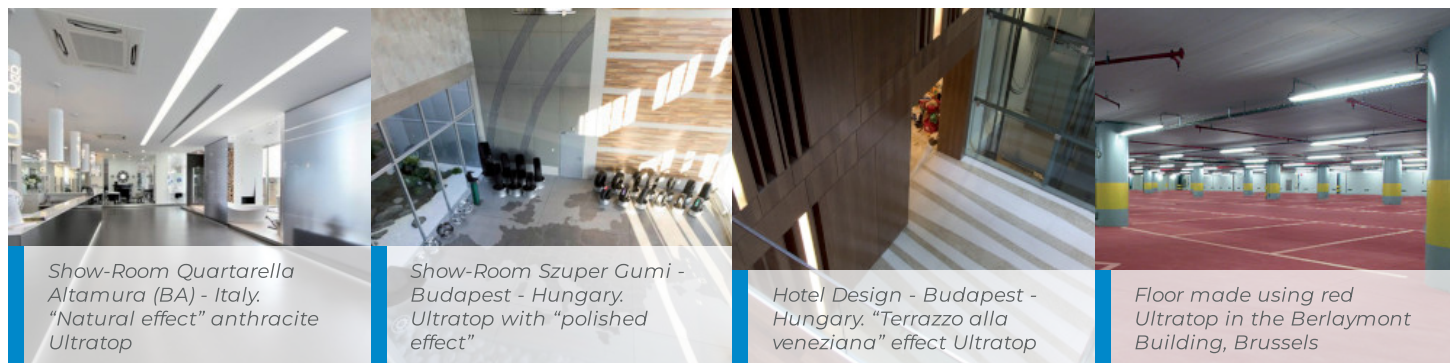 Show-Room Quartarella
Altamura (BA) - Italy.
“Natural effect” anthracite
Ultratop
Show-Room Szuper Gumi -
Budapest - Hungary.
Ultratop with “polished
effect”
Hotel Design - Budapest -
Hungary. “Terrazzo alla
veneziana” effect Ultratop
Floor made using red
Ultratop in the Berlaymont
Building, Brussels